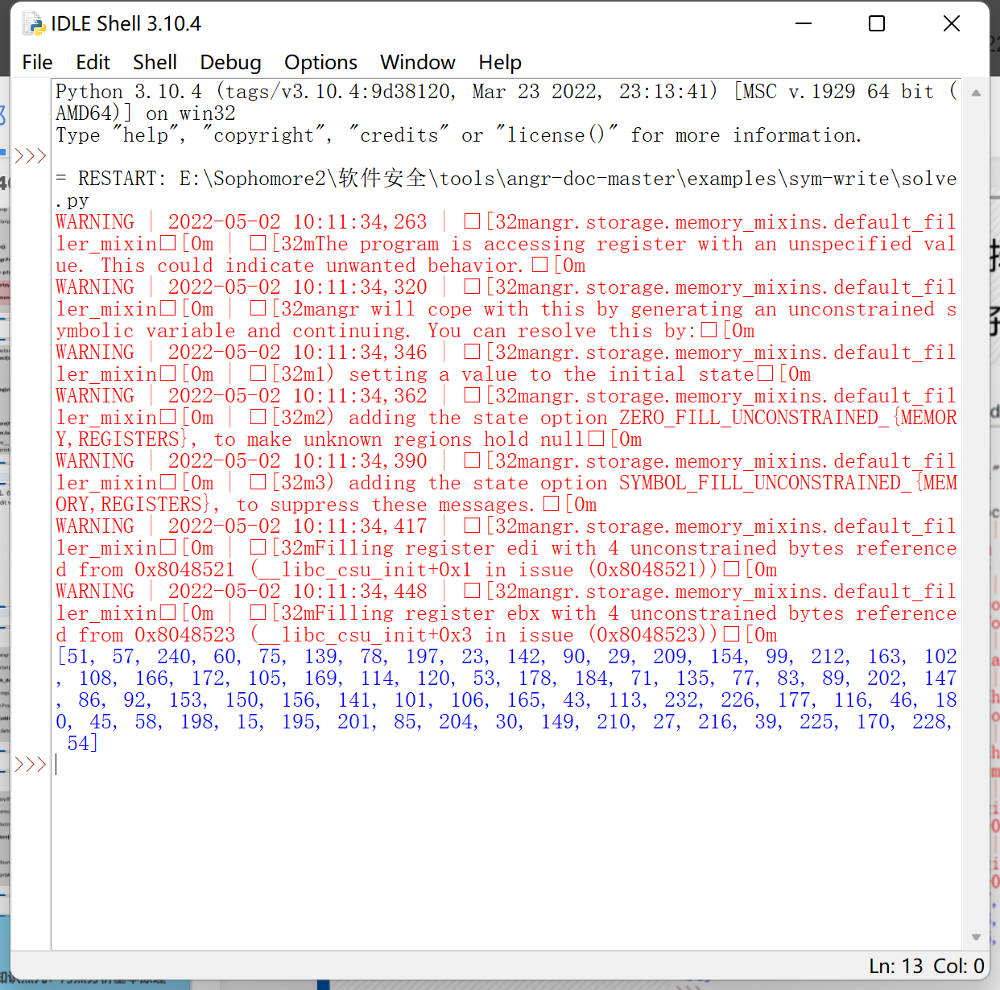 IDLE Shell 3.10.4
File Edit Shell Debug Options Window Help
Python 3.10.4 (tags/v3.10.4:9d38120, Mar 23 2022, 23:13:41) [MSC v.1929 64 bit (
AMD64)] on win32
Type "help", "copyright", "credits" or "license()" for more information.
>>>
= RESTART: E:\Sophomore2\软件安全\tools\angr-doc-master\examples\sym-write\solve
.py
WARNING | 2022-05-02 10:11:34,263 | □[32mangr.storage.memory_mixins.default_fil
ler_mixin□[0m | □[32mThe program is accessing register with an unspecified val
ue. This could indicate unwanted behavior.□[0m
WARNING | 2022-05-02 10:11:34,320 | □[32mangr.storage.memory_mixins.default_fil
ler_mixin□[0m | □[32mangr will cope with this by generating an unconstrained s
ymbolic variable and continuing. You can resolve this by:□[0m
WARNING | 2022-05-02 10:11:34,346 | □[32mangr.storage.memory_mixins.default_fil
ler_mixin□[0m | □[32m1) setting a value to the initial state□[0m
WARNING | 2022-05-02 10:11:34,362 | □[32mangr.storage.memory_mixins.default_fil
ler_mixin□[0m | □[32m2) adding the state option ZERO_FILL_UNCONSTRAINED_{MEMOR
Y,REGISTERS}, to make unknown regions hold null□[0m
WARNING | 2022-05-02 10:11:34,390 | □[32mangr.storage.memory_mixins.default_fil
ler_mixin□[0m | □[32m3) adding the state option SYMBOL_FILL_UNCONSTRAINED_{MEM
ORY,REGISTERS}, to suppress these messages.□[0m
WARNING | 2022-05-02 10:11:34,417 | □[32mangr.storage.memory_mixins.default_fil
ler_mixin□[0m | □[32mFilling register edi with 4 unconstrained bytes reference
d from 0x8048521 (__libc_csu_init+0x1 in issue (0x8048521))□[0m
WARNING | 2022-05-02 10:11:34,448 | □[32mangr.storage.memory_mixins.default_fil
ler_mixin□[0m | □[32mFilling register ebx with 4 unconstrained bytes reference
d from 0x8048523 (__libc_csu_init+0x3 in issue (0x8048523))□[0m
[51, 57, 240, 60, 75, 139, 78, 197, 23, 142, 90, 29, 209, 154, 99, 212, 163, 102
, 108, 166, 172, 105, 169, 114, 120, 53, 178, 184, 71, 135, 77, 83, 89, 202, 147
, 86, 92, 153, 150, 156, 141, 101, 106, 165, 43, 113, 232, 226, 177, 116, 46, 18
0, 45, 58, 198, 15, 195, 201, 85, 204, 30, 149, 210, 27, 216, 39, 225, 170, 228,
 54]
>>>
Ln: 13 Col: 0